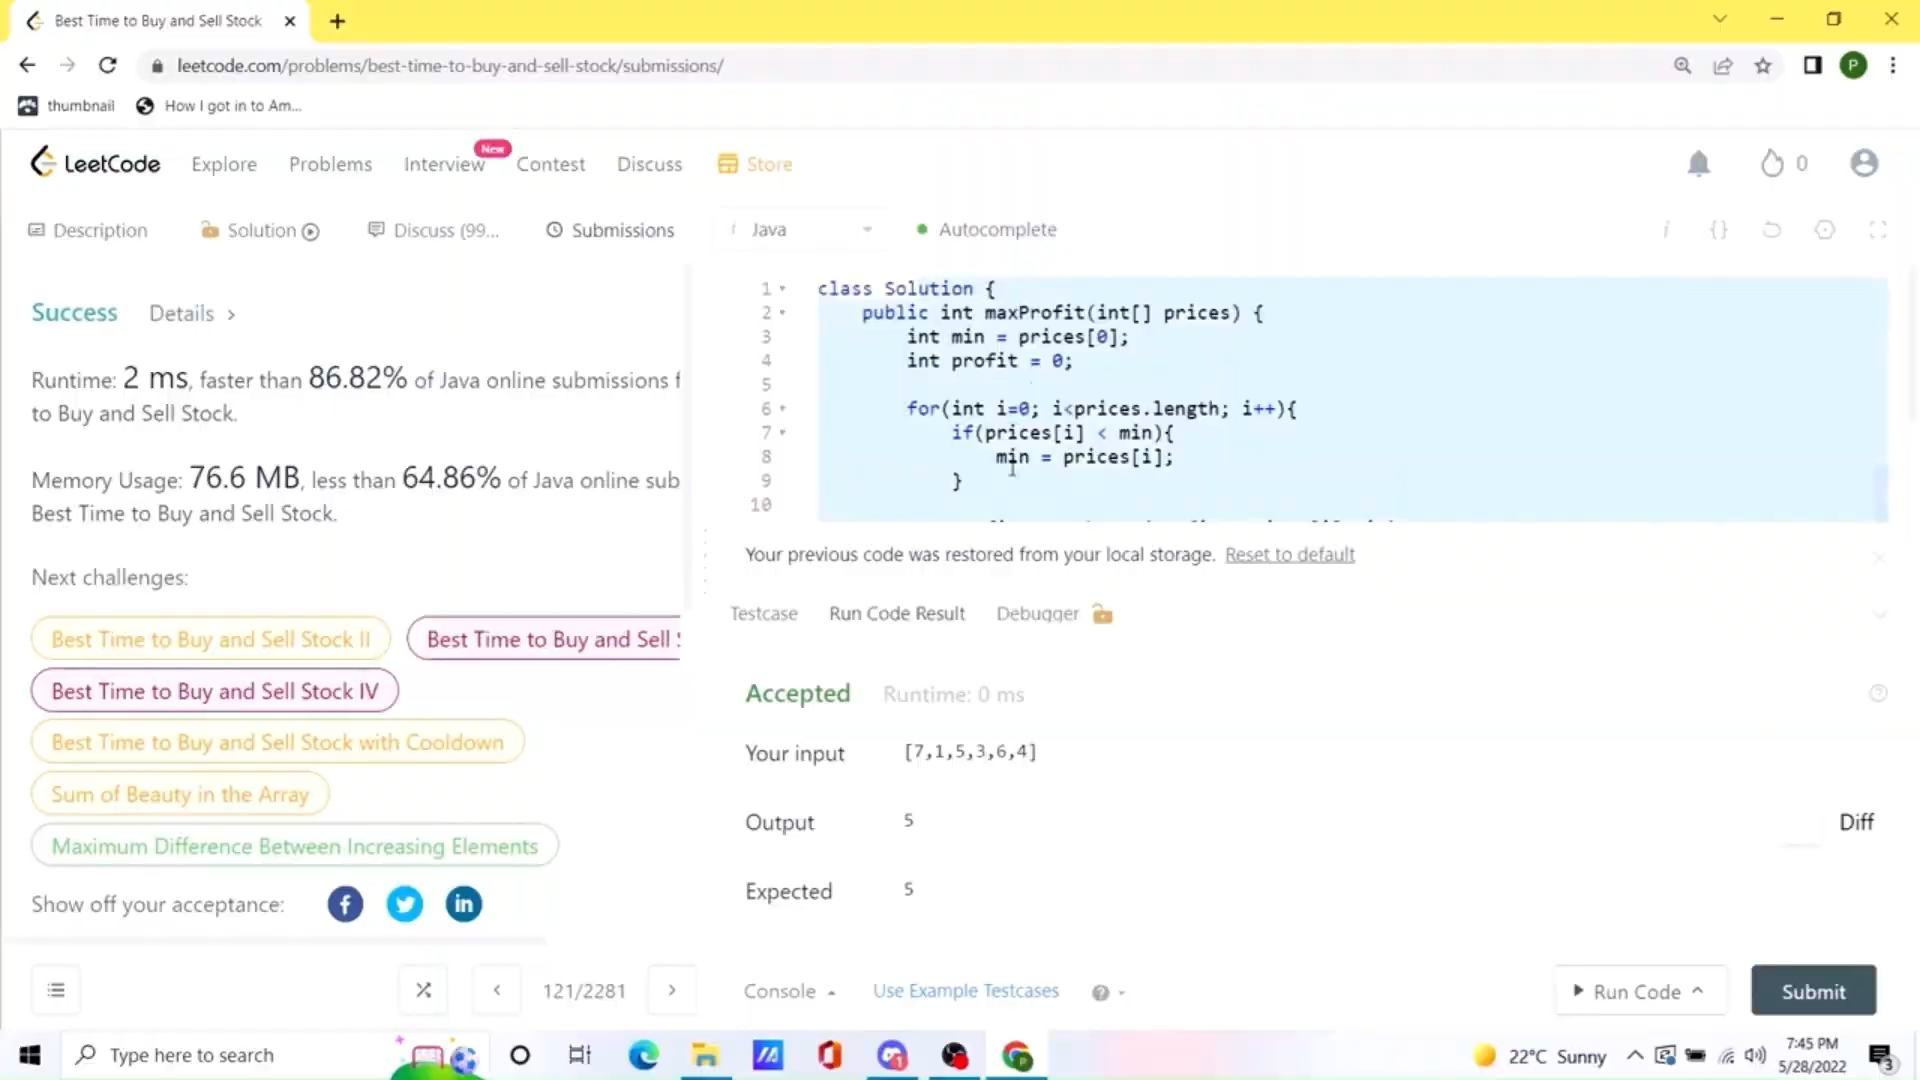 Best Time to Buy and Sell Stock
leetcode.com/problems/best-time-to-buy-and-sell-stock/submissions/
P
thumbnail
How I got in to Am...
LeetCode
Explore
Problems
Interview
New
Contest
Discuss
Store
0
Description
Solution
Discuss (99...
Submissions
i Java
Autocomplete
i
{}
Success
Details >
Runtime: 2 ms, faster than 86.82% of Java online submissions f
to Buy and Sell Stock.
Memory Usage: 76.6 MB, less than 64.86% of Java online sub
Best Time to Buy and Sell Stock.
Next challenges:
Best Time to Buy and Sell Stock II
Best Time to Buy and Sell
Best Time to Buy and Sell Stock IV
Best Time to Buy and Sell Stock with Cooldown
Sum of Beauty in the Array
Maximum Difference Between Increasing Elements
Show off your acceptance:
121/2281
1 class Solution {
2 public int maxProfit(int[] prices) {
3 int min = prices[0];
4 int profit = 0;
5
6 for(int i=0; i<prices.length; i++){
7 if(prices[i] < min){
8 min = prices[i];
9 }
10
Your previous code was restored from your local storage. Reset to default
Testcase
Run Code Result
Debugger
Accepted
Runtime: 0 ms
Your input
[7,1,5,3,6,4]
Output
5
Diff
Expected
5
Console
Use Example Testcases
Run Code
Submit
Type here to search
1
22°C Sunny
7:45 PM
5/28/2022
3